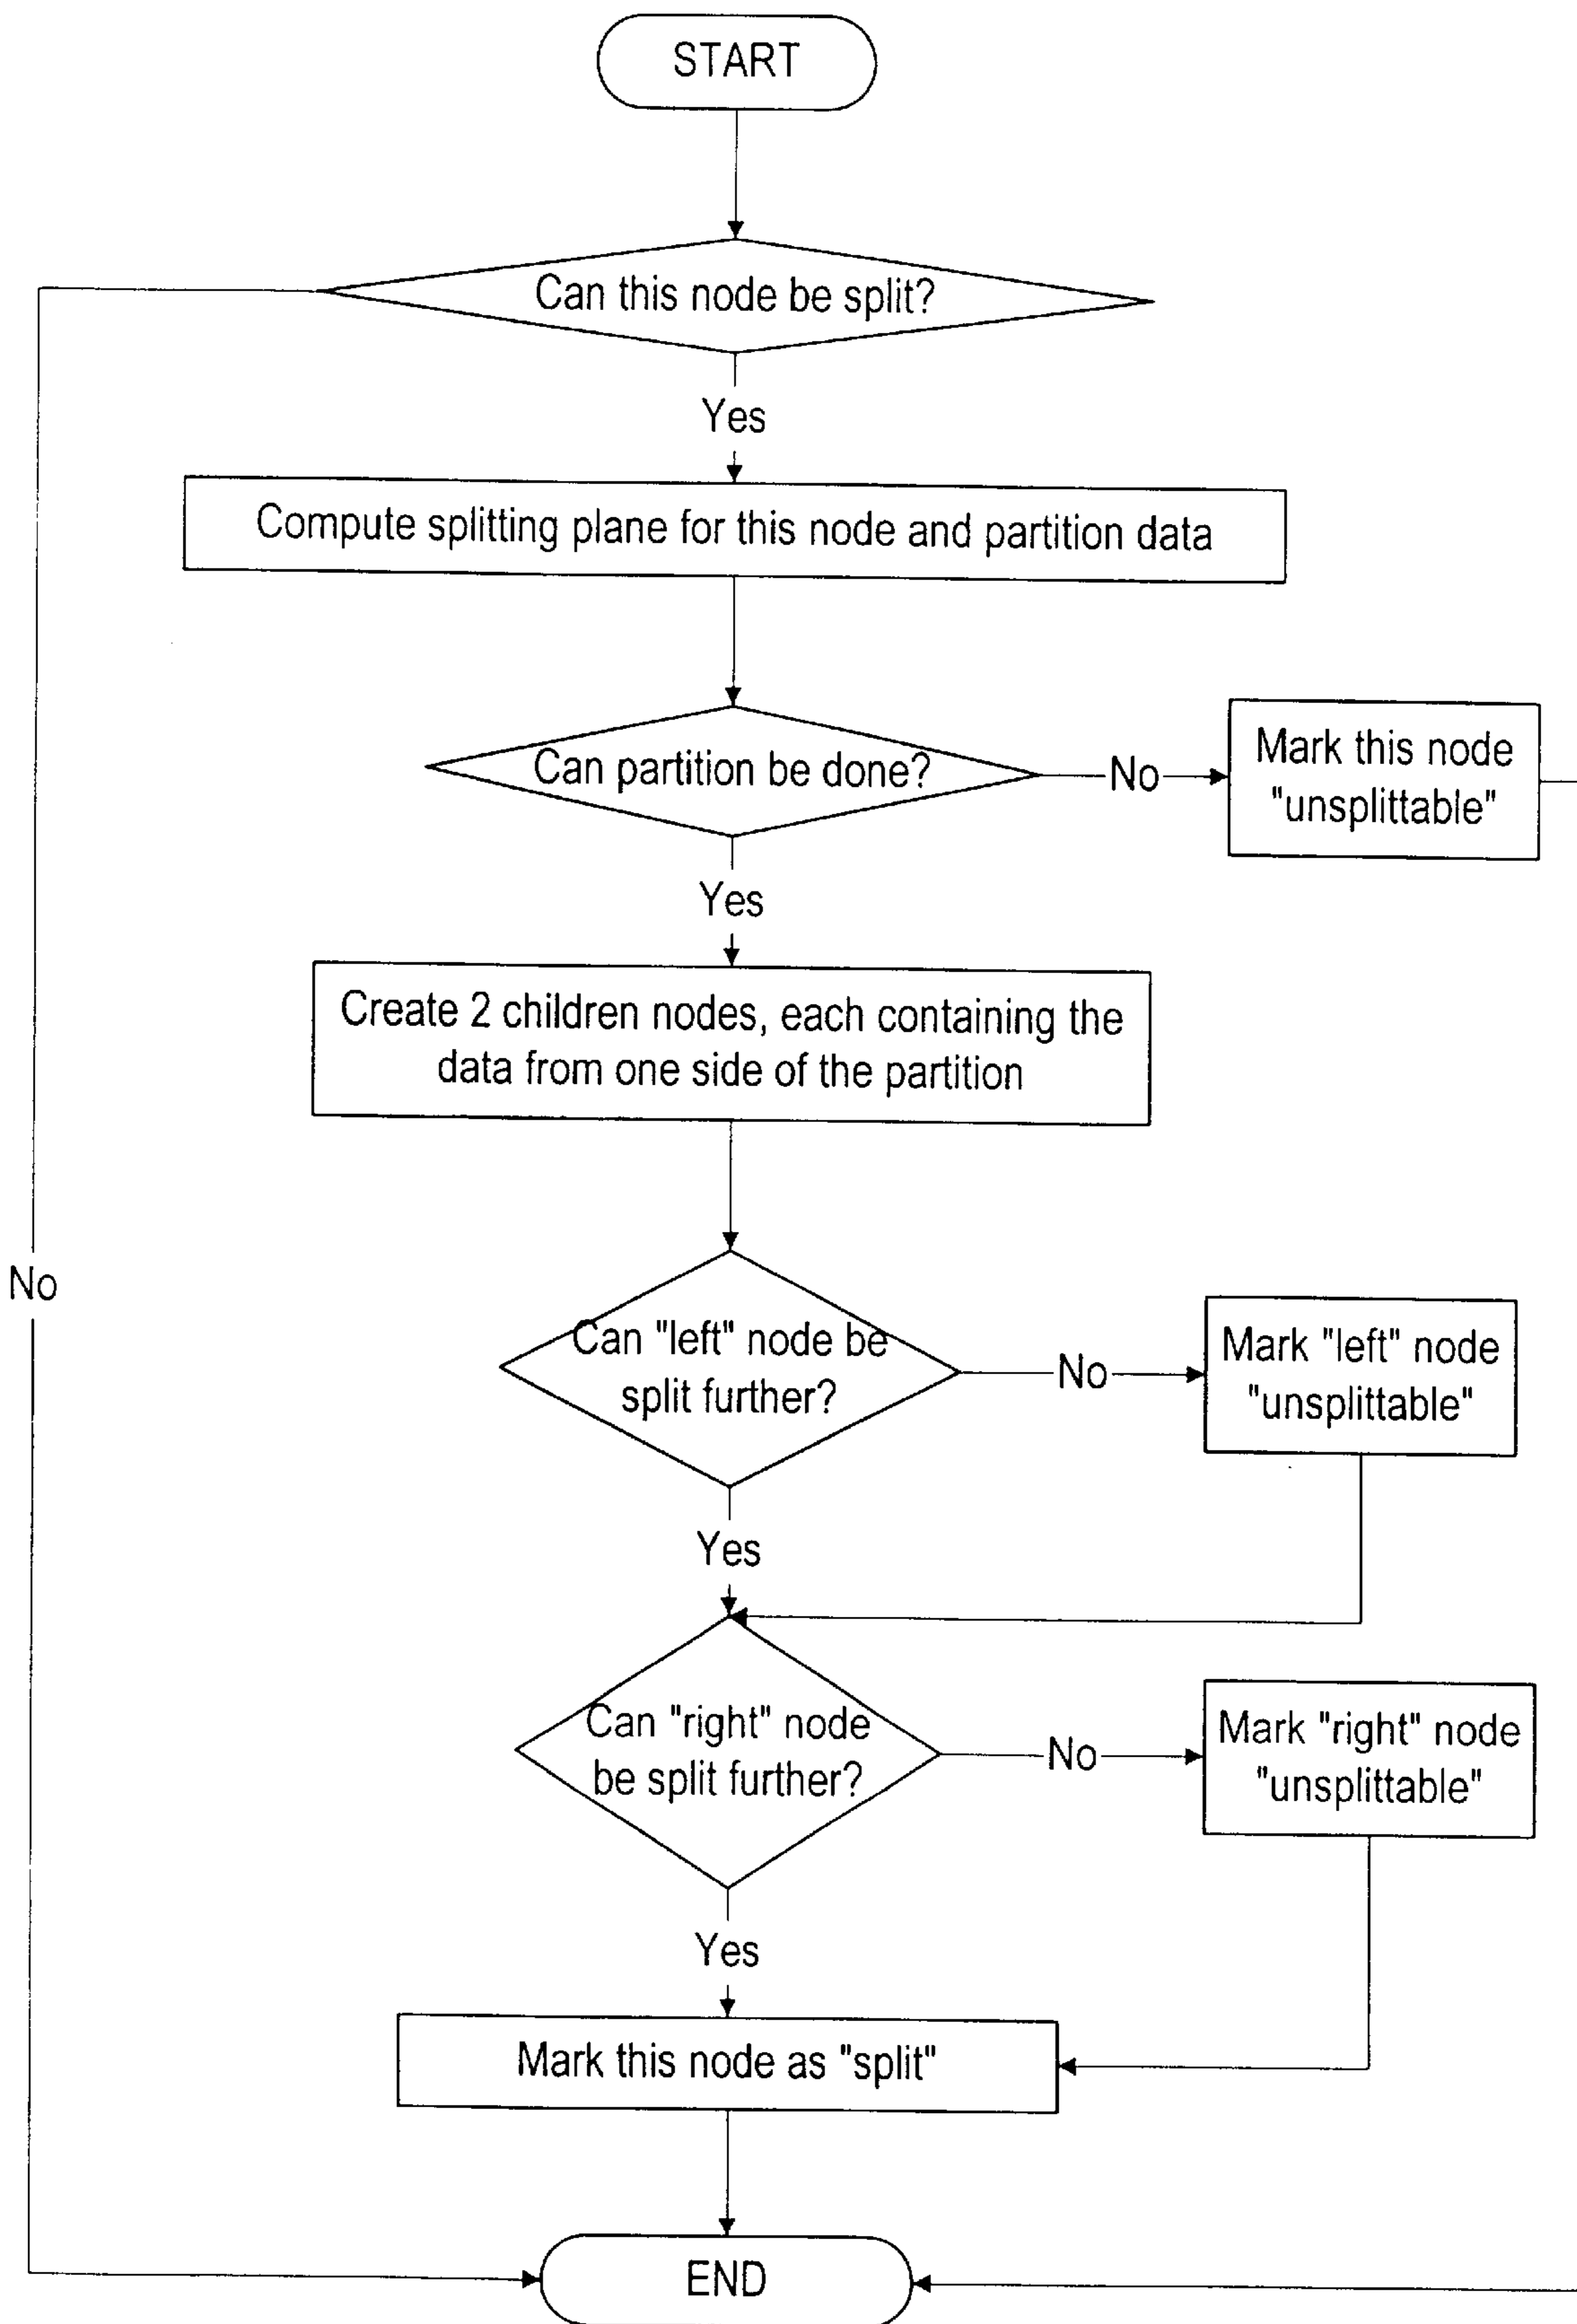 START
Can this node be split?
Yes
Compute splitting plane for this node and partition data
Can partition be done?
No
Mark this node
"unsplittable"
Yes
Create 2 children nodes, each containing the
data from one side of the partition
No
Can "left" node be
split further?
No
Mark "left" node
"unsplittable"
Yes
Can "right" node
be split further?
No
Mark "right" node
"unsplittable"
Yes
Mark this node as "split"
END